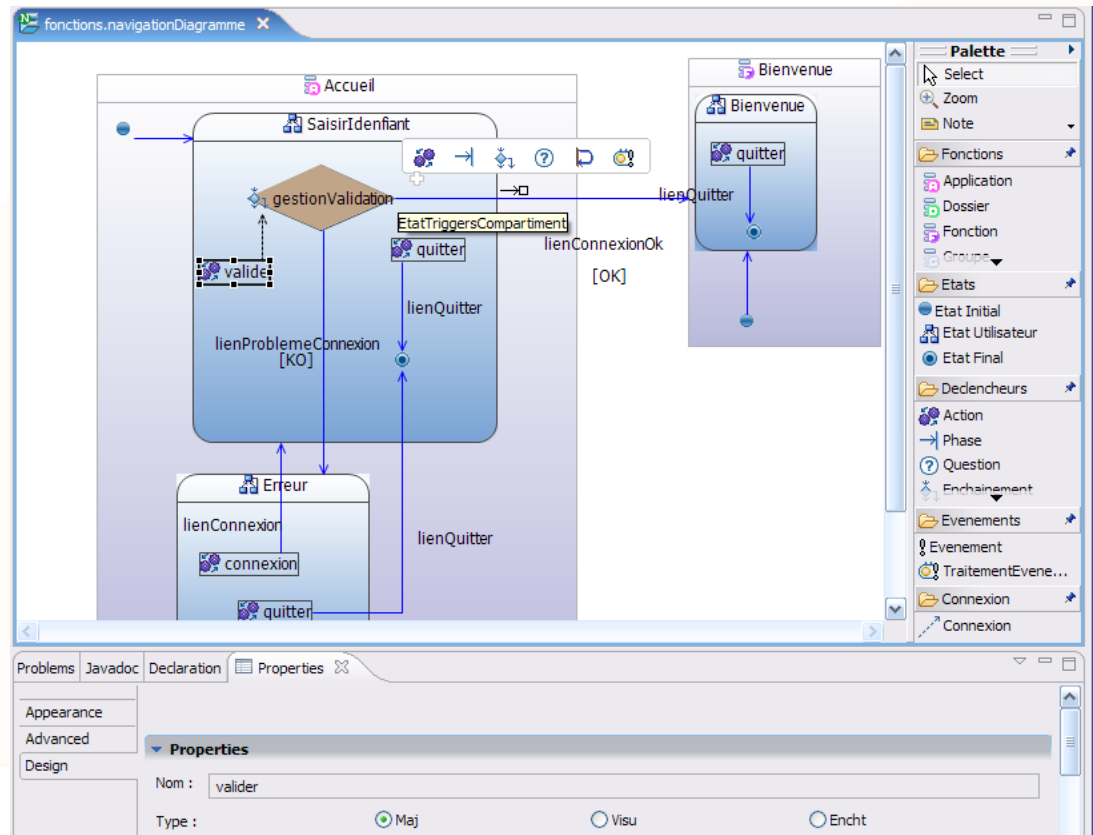 fonctions.navigationDiagramme
Accueil
SaisirIdenfiant
gestionValidation
EtatTriggersCompartiment
valider
quitter
lienQuitter
lienProblemeConnexion
[KO]
lienConnexionOk
[OK]
lienQuitter
Bienvenue
Bienvenue
quitter
Erreur
lienConnexion
connexion
quitter
lienQuitter
Palette
Select
Zoom
Note
Fonctions
Application
Dossier
Fonction
Groupe
Etats
Etat Initial
Etat Utilisateur
Etat Final
Declencheurs
Action
Phase
Question
Enchainement
Evenements
Evenement
TraitementEvene...
Connexion
Connexion
Problems Javadoc Declaration Properties
Appearance
Advanced
Design
Properties
Nom : valider
Type : Maj Visu Encht